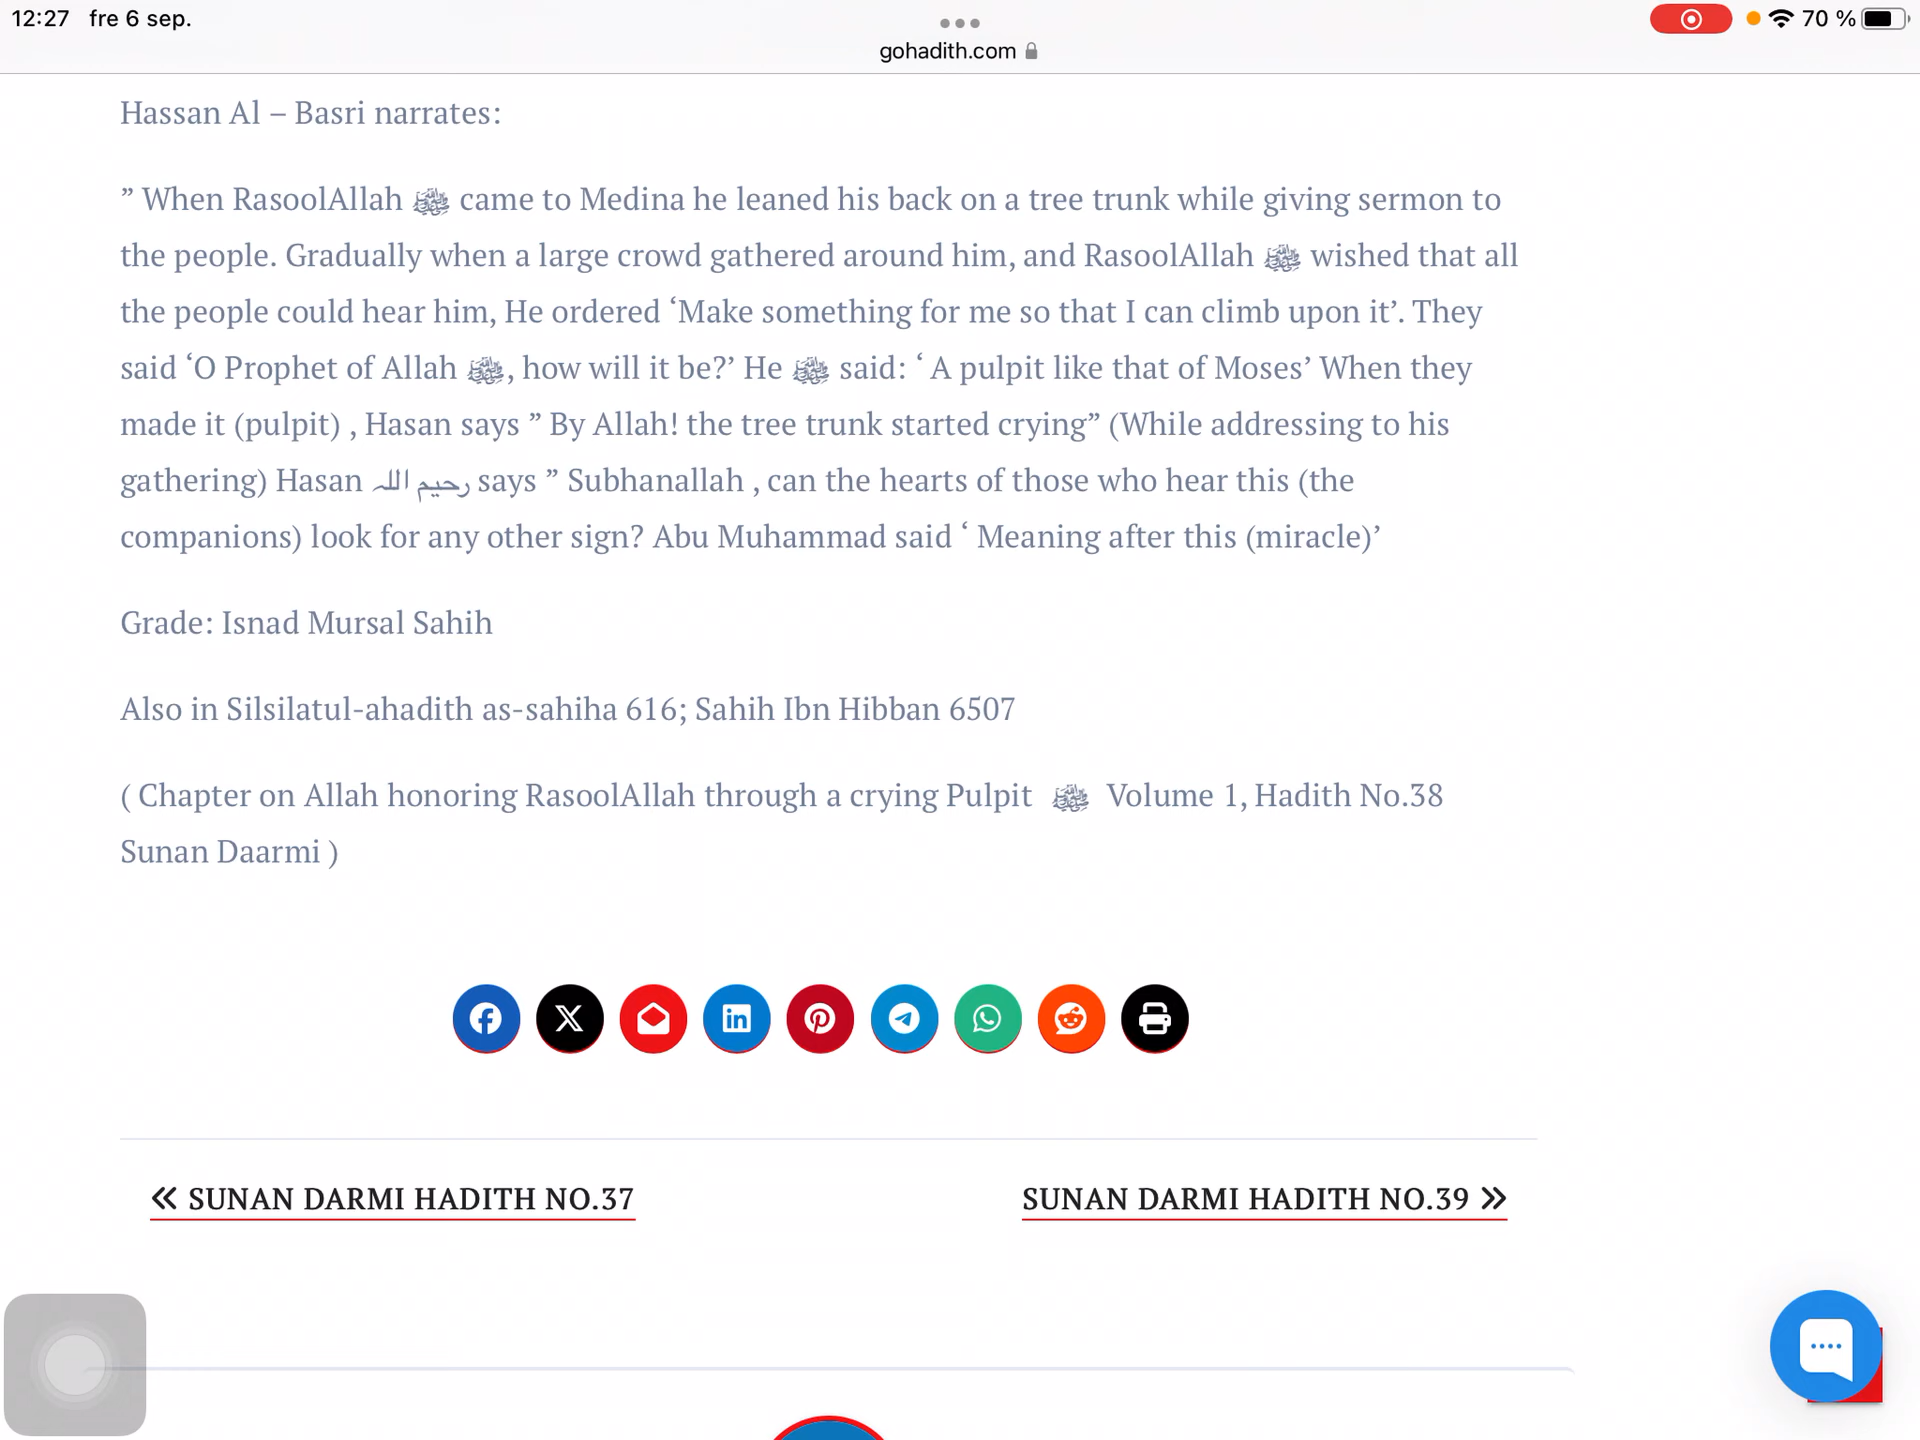 12:27 fre 6 sep.
70 %
gohadith.com
Hassan Al – Basri narrates:
” When RasoolAllah ﷺ came to Medina he leaned his back on a tree trunk while giving sermon to
the people. Gradually when a large crowd gathered around him, and RasoolAllah ﷺ wished that all
the people could hear him, He ordered ‘Make something for me so that I can climb upon it’. They
said ‘O Prophet of Allah ﷺ, how will it be?’ He ﷺ said: ‘ A pulpit like that of Moses’ When they
made it (pulpit) , Hasan says ” By Allah! the tree trunk started crying” (While addressing to his
gathering) Hasan رحیم اللہ says ” Subhanallah , can the hearts of those who hear this (the
companions) look for any other sign? Abu Muhammad said ‘ Meaning after this (miracle)’
Grade: Isnad Mursal Sahih
Also in Silsilatul-ahadith as-sahiha 616; Sahih Ibn Hibban 6507
( Chapter on Allah honoring RasoolAllah through a crying Pulpit ﷺ Volume 1, Hadith No.38
Sunan Daarmi )
« SUNAN DARMI HADITH NO.37
SUNAN DARMI HADITH NO.39 »